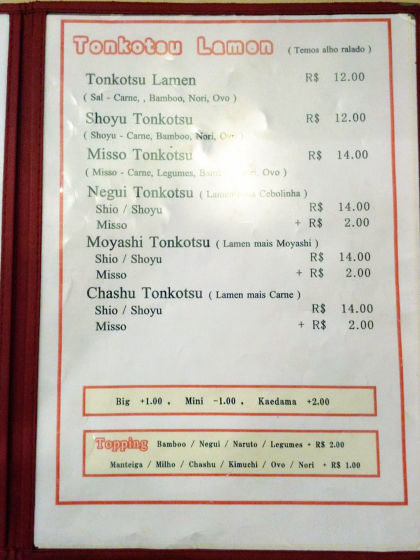 Tonkotsu Lamen ( Temos alho ralado )
Tonkotsu Lamen R$ 12.00
( Sal - Carne, , Bamboo, Nori, Ovo )
Shoyu Tonkotsu R$ 12.00
( Shoyu - Carne, Bamboo, Nori, Ovo )
Misso Tonkotsu R$ 14.00
( Misso - Carne, Legumes, Ovo )
Negui Tonkotsu ( Lamen Cebolinha )
Shio / Shoyu R$ 14.00
Misso + R$ 2.00
Moyashi Tonkotsu ( Lamen mais Moyashi )
Shio / Shoyu R$ 14.00
Misso + R$ 2.00
Chashu Tonkotsu ( Lamen mais Carne )
Shio / Shoyu R$ 14.00
Misso + R$ 2.00
Big +1.00 , Mini -1.00 , Kaedama +2.00
Topping Bamboo / Negui / Naruto / Legumes + R$ 2.00
Manteiga / Milho / Chashu / Kimuchi / Ovo / Nori + R$ 1.00